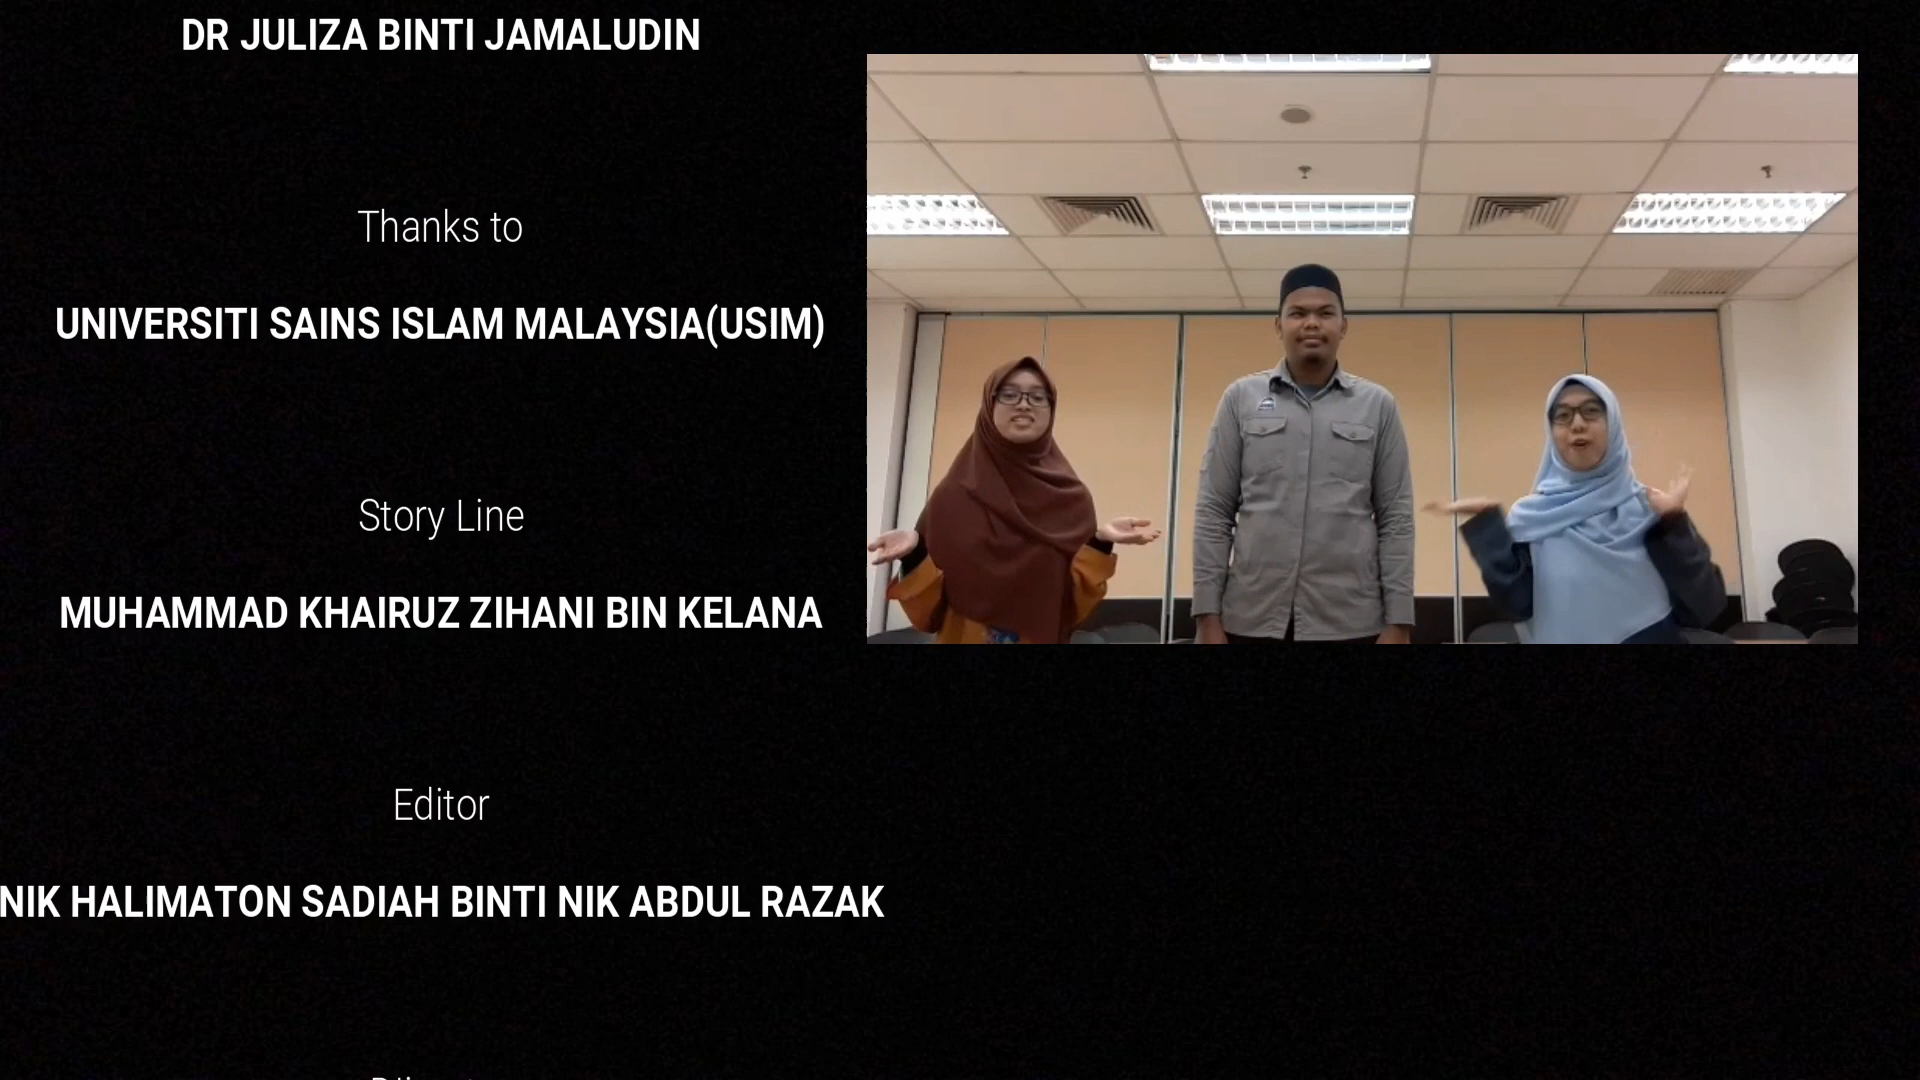 DR JULIZA BINTI JAMALUDIN
Thanks to
UNIVERSITI SAINS ISLAM MALAYSIA(USIM)
Story Line
MUHAMMAD KHAIRUZ ZIHANI BIN KELANA
Editor
NIK HALIMATON SADIAH BINTI NIK ABDUL RAZAK